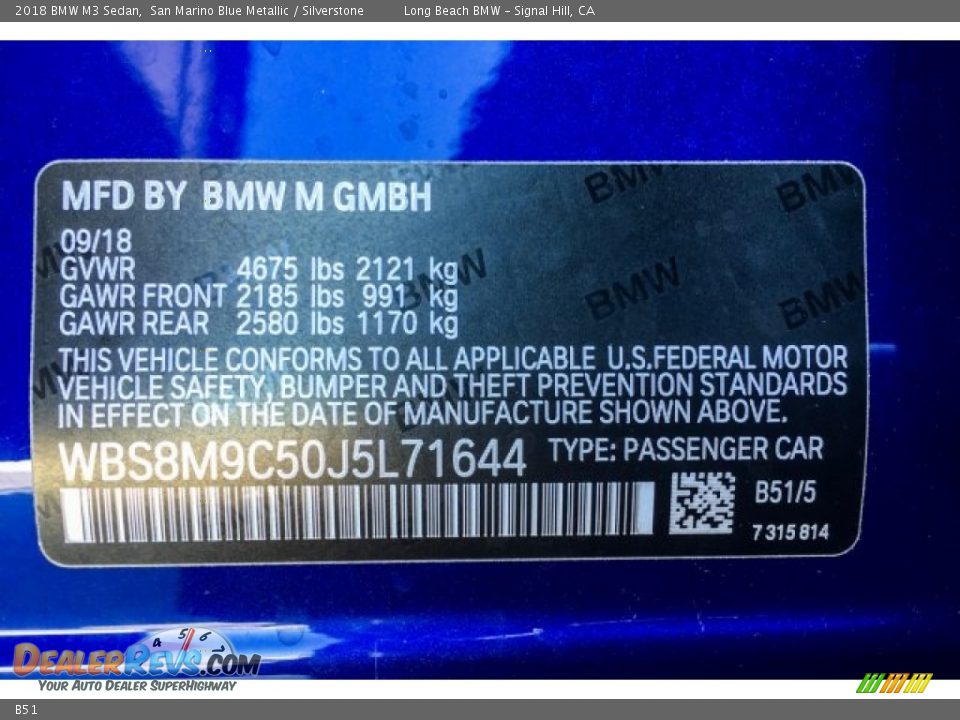 2018 BMW M3 Sedan, San Marino Blue Metallic / Silverstone Long Beach BMW - Signal Hill, CA
MFD BY BMW M GMBH
09/18
GVWR 4675 lbs 2121 kg
GAWR FRONT 2185 lbs 991 kg
GAWR REAR 2580 lbs 1170 kg
THIS VEHICLE CONFORMS TO ALL APPLICABLE U.S.FEDERAL MOTOR
VEHICLE SAFETY, BUMPER AND THEFT PREVENTION STANDARDS
IN EFFECT ON THE DATE OF MANUFACTURE SHOWN ABOVE.
WBS8M9C50J5L71644 TYPE: PASSENGER CAR
B51/5
7 315 814
4 5 6 7
DEALERREVS.COM
YOUR AUTO DEALER SUPERHIGHWAY
B51